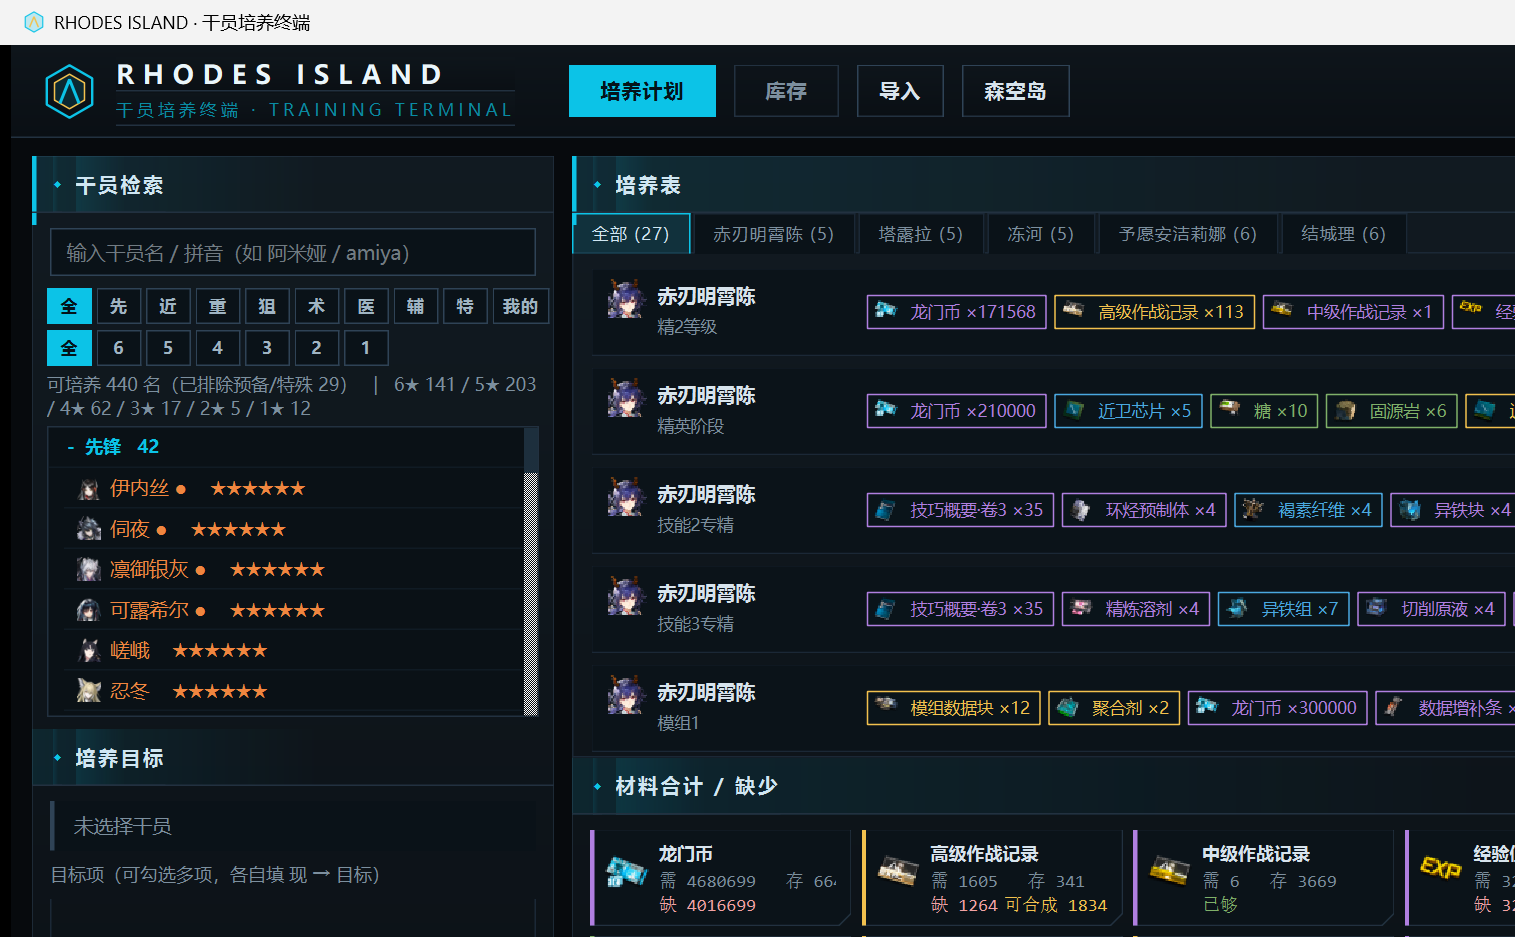 RHODES ISLAND · 干员培养终端
RHODES ISLAND
干员培养终端 · TRAINING TERMINAL
培养计划 库存 导入 森空岛
干员检索
输入干员名 / 拼音（如 阿米娅 / amiya）
全 先 近 重 狙 术 医 辅 特 我的
全 6 5 4 3 2 1
可培养 440 名（已排除预备/特殊 29） | 6★ 141 / 5★ 203
/ 4★ 62 / 3★ 17 / 2★ 5 / 1★ 12
- 先锋 42
伊内丝 ● ★★★★★★
伺夜 ● ★★★★★★
凛御银灰 ● ★★★★★★
可露希尔 ● ★★★★★★
嵯峨 ★★★★★★
忍冬 ★★★★★★
培养目标
未选择干员
目标项（可勾选多项，各自填 现 → 目标）
培养表
全部 (27) 赤刃明霄陈 (5) 塔露拉 (5) 冻河 (5) 予愿安洁莉娜 (6) 结城理 (6)
赤刃明霄陈
精2等级
龙门币 ×171568 高级作战记录 ×113 中级作战记录 ×1
赤刃明霄陈
精英阶段
龙门币 ×210000 近卫芯片 ×5 糖 ×10 固源岩 ×6
赤刃明霄陈
技能2专精
技巧概要·卷3 ×35 环烃预制体 ×4 褐素纤维 ×4 异铁块 ×4
赤刃明霄陈
技能3专精
技巧概要·卷3 ×35 精炼溶剂 ×4 异铁组 ×7 切削原液 ×4
赤刃明霄陈
模组1
模组数据块 ×12 聚合剂 ×2 龙门币 ×300000 数据增补条
材料合计 / 缺少
龙门币
需 4680699 存 66
缺 4016699
高级作战记录
需 1605 存 341
缺 1264 可合成 1834
中级作战记录
需 6 存 3669
已够
经验
需 3
缺 3